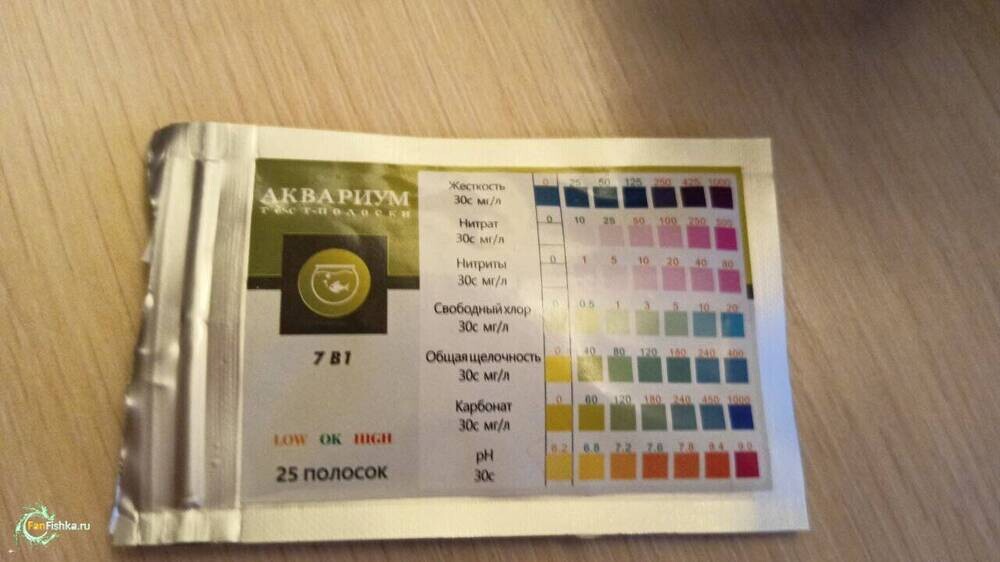 АКВАРИУМ
ТЕСТ-ПОЛОСКИ
7 В 1
LOW OK HIGH
25 ПОЛОСОК
Жесткость
30с мг/л
0 25 50 125 250 425 1000
Нитрат
30с мг/л
0 10 25 50 100 250 500
Нитриты
30с мг/л
0 1 5 10 20 40 80
Свободный хлор
30с мг/л
0 0.5 1 3 5 10 20
Общая щелочность
30с мг/л
0 40 80 120 180 240 400
Карбонат
30с мг/л
0 60 120 180 240 450 1000
pH
30с
6.2 6.8 7.2 7.6 7.8 8.4 9.0
FanFishka.ru